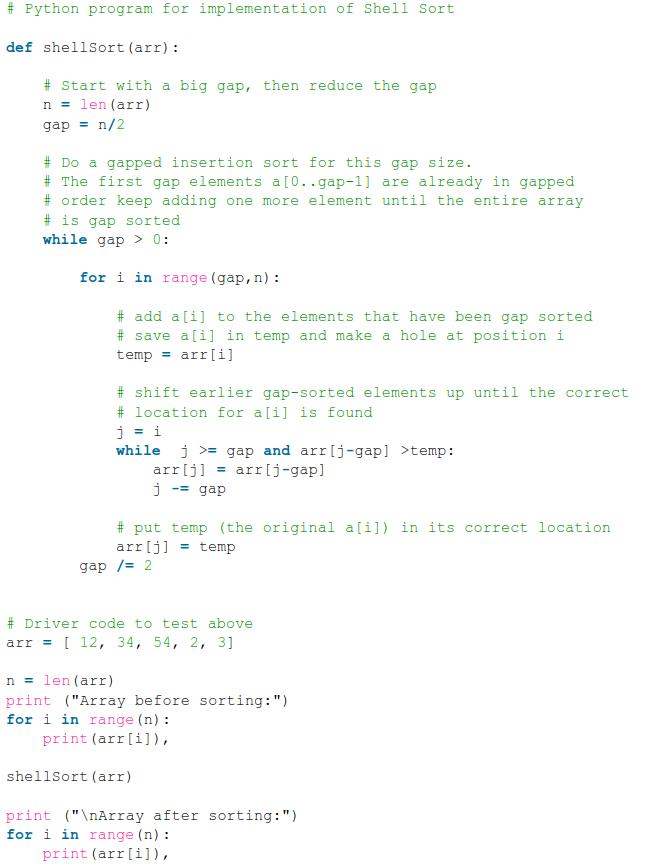 # Python program for implementation of Shell Sort
def shellSort(arr):
    # Start with a big gap, then reduce the gap
    n = len(arr)
    gap = n/2
    # Do a gapped insertion sort for this gap size.
    # The first gap elements a[0..gap-1] are already in gapped
    # order keep adding one more element until the entire array
    # is gap sorted
    while gap > 0:
        for i in range(gap,n):
            # add a[i] to the elements that have been gap sorted
            # save a[i] in temp and make a hole at position i
            temp = arr[i]
            # shift earlier gap-sorted elements up until the correct
            # location for a[i] is found
            j = i
            while  j >= gap and arr[j-gap] >temp:
                arr[j] = arr[j-gap]
                j -= gap
            # put temp (the original a[i]) in its correct location
            arr[j] = temp
        gap /= 2
# Driver code to test above
arr = [ 12, 34, 54, 2, 3]
n = len(arr)
print ("Array before sorting:")
for i in range(n):
    print(arr[i]),
shellSort(arr)
print ("\nArray after sorting:")
for i in range(n):
    print(arr[i]),